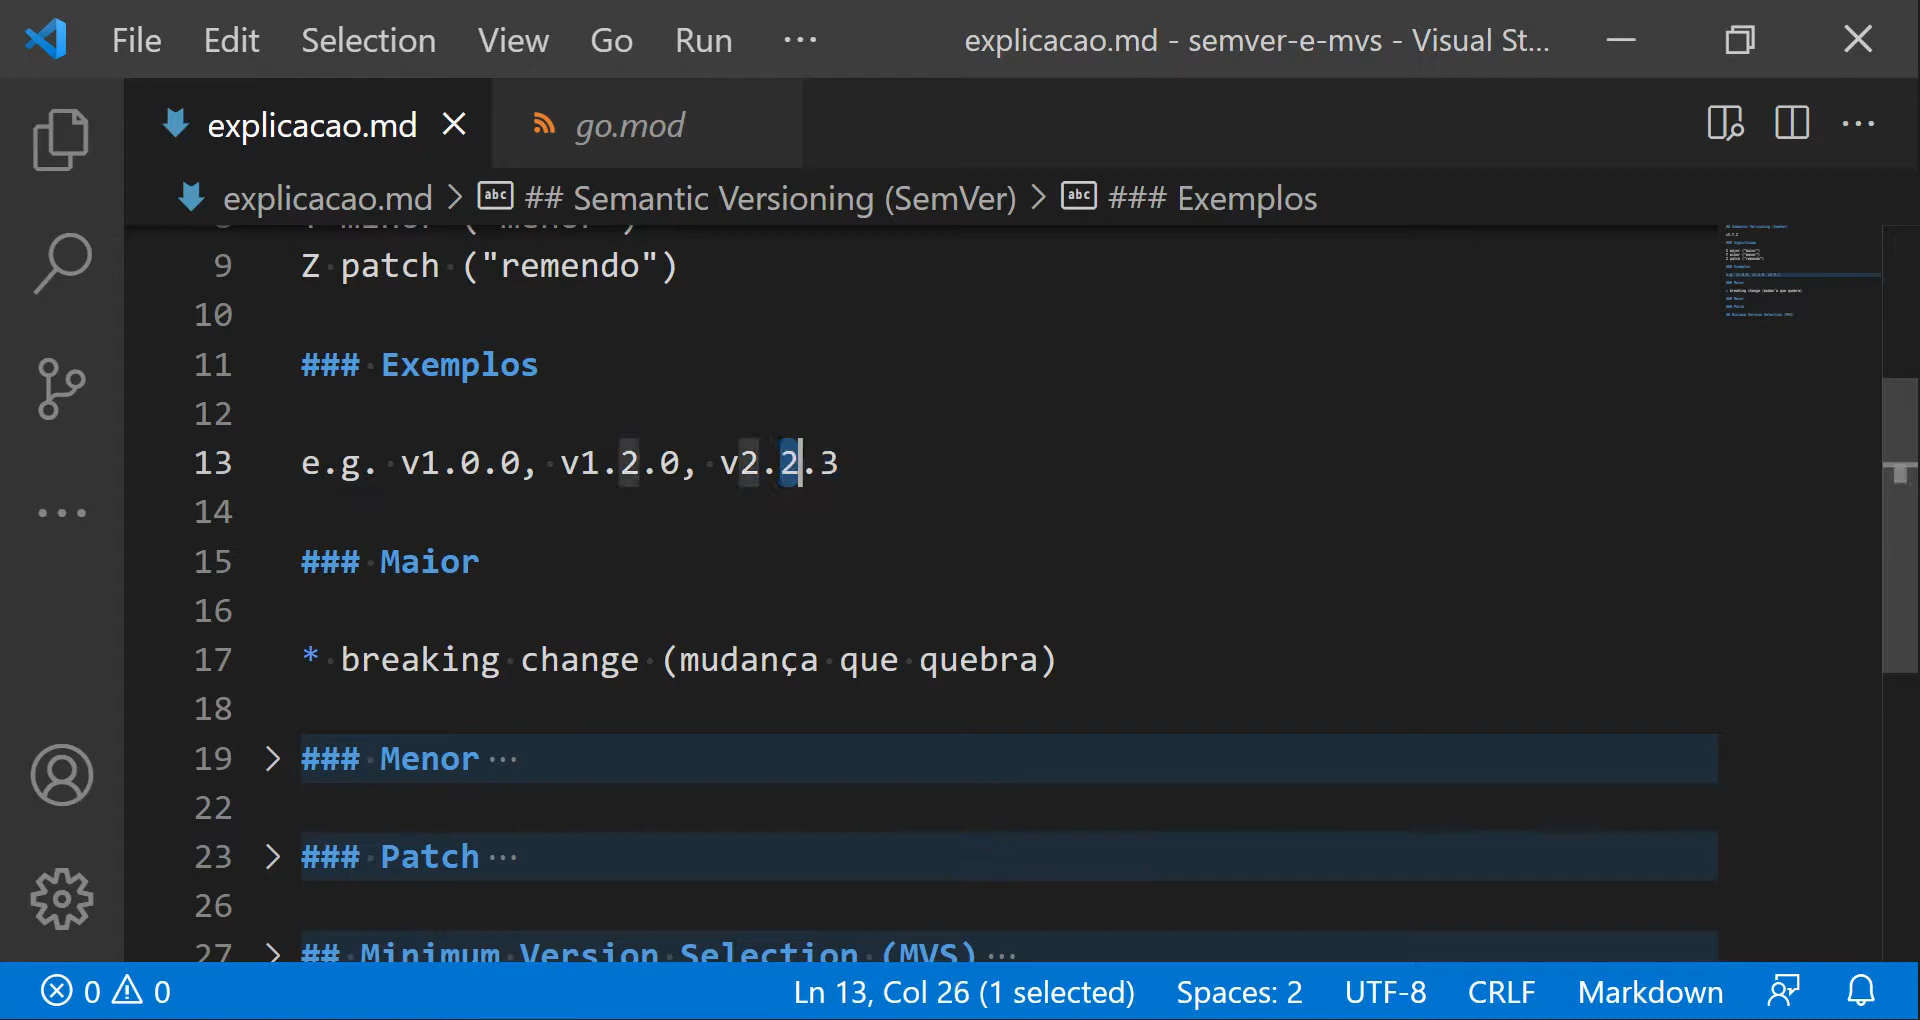 File Edit Selection View Go Run ··· explicacao.md - semver-e-mvs - Visual St...
explicacao.md go.mod
explicacao.md > ## Semantic Versioning (SemVer) > ### Exemplos
9 Z patch ("remendo")
10
11 ### Exemplos
12
13 e.g. v1.0.0, v1.2.0, v2.2.3
14
15 ### Maior
16
17 * breaking change (mudança que quebra)
18
19 ### Menor ···
22
23 ### Patch ···
26
27 ## Minimum Version Selection (MVS) ···
0 0 Ln 13, Col 26 (1 selected) Spaces: 2 UTF-8 CRLF Markdown